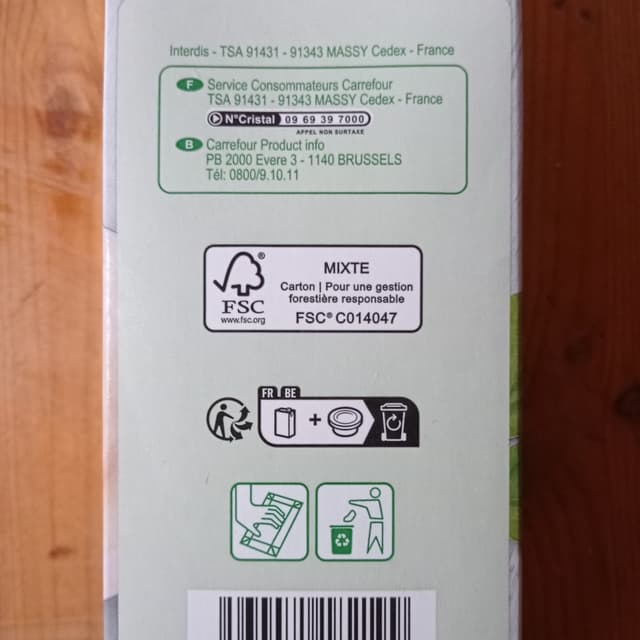 Interdis - TSA 91431 - 91343 MASSY Cedex - France
F Service Consommateurs Carrefour
TSA 91431 - 91343 MASSY Cedex - France
N°Cristal 09 69 39 7000
APPEL NON SURTAXE
B Carrefour Product info
PB 2000 Evere 3 - 1140 BRUSSELS
Tél: 0800/9.10.11
FSC®
www.fsc.org
MIXTE
Carton | Pour une gestion
forestière responsable
FSC® C014047
FR BE